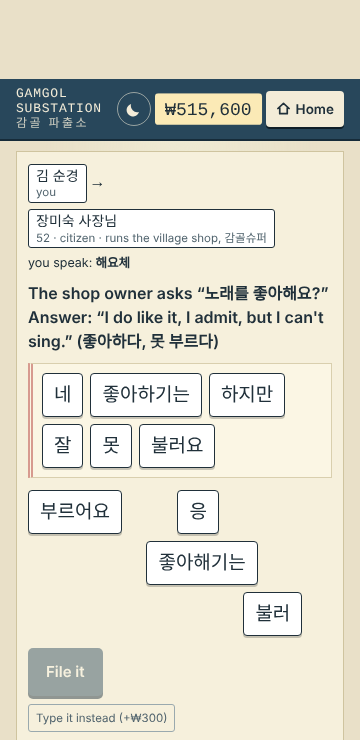 GAMGOL
SUBSTATION
감골 파출소
₩515,600
Home
김 순경
you
→
장미숙 사장님
52 · citizen · runs the village shop, 감골슈퍼
you speak: 해요체
The shop owner asks “노래를 좋아해요?”
Answer: “I do like it, I admit, but I can't
sing.” (좋아하다, 못 부르다)
네 좋아하기는 하지만
잘 못 불러요
부르어요 응
좋아해기는
불러
File it
Type it instead (+₩300)